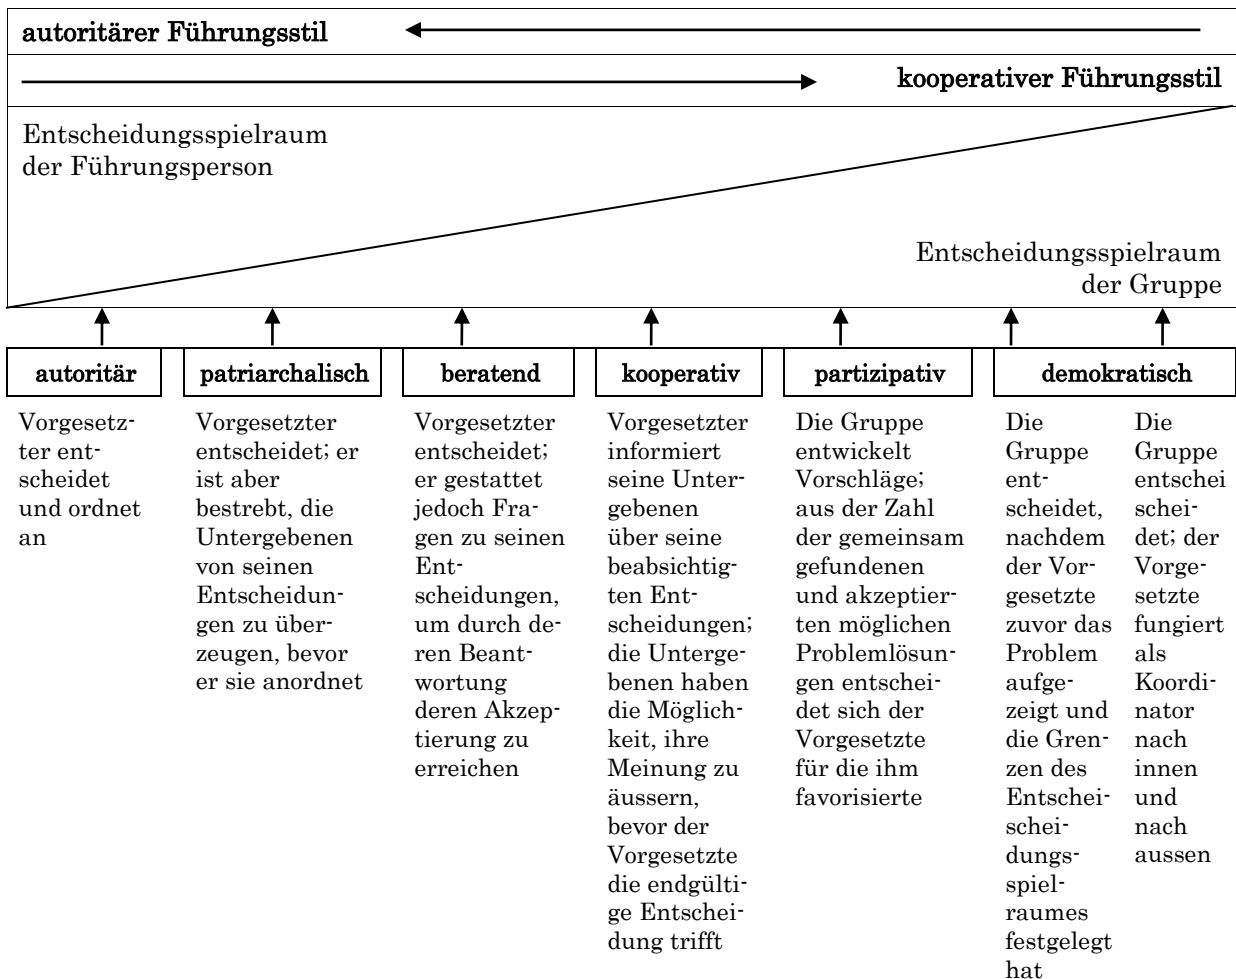 autoritärer Führungsstil
kooperativer Führungsstil
Entscheidungsspielraum
der Führungsperson
Entscheidungsspielraum
der Gruppe
autoritär
patriarchalisch
beratend
kooperativ
partizipativ
demokratisch
Vorgesetz-
ter ent-
scheidet
und ordnet
an
Vorgesetzter
entscheidet; er
ist aber
bestrebt, die
Untergebenen
von seinen
Entscheidun-
gen zu über-
zeugen, bevor
er sie anordnet
Vorgesetzter
entscheidet;
er gestattet
jedoch Fra-
gen zu seinen
Ent-
scheidungen,
um durch de-
ren Beant-
wortung
deren Akzep-
tierung zu
erreichen
Vorgesetzter
informiert
seine Unter-
gebenen
über seine
beabsichtig-
ten Ent-
scheidungen;
die Unterge-
benen haben
die Möglich-
keit, ihre
Meinung zu
äussern,
bevor der
Vorgesetzte
die endgülti-
ge Entschei-
dung trifft
Die Gruppe
entwickelt
Vorschläge;
aus der Zahl
der gemeinsam
gefundenen
und akzeptier-
ten möglichen
Problemlösun-
gen entschei-
det sich der
Vorgesetzte
für die ihm
favorisierte
Die
Gruppe
ent-
scheidet,
nachdem
der Vor-
gesetzte
zuvor das
Problem
aufge-
zeigt und
die Gren-
zen des
Entschei-
schei-
dungs-
spiel-
raumes
festgelegt
hat
Die
Gruppe
entschei
schei-
det; der
Vorge-
setzte
fungiert
als
Koordi-
nator
nach
innen
und
nach
aussen